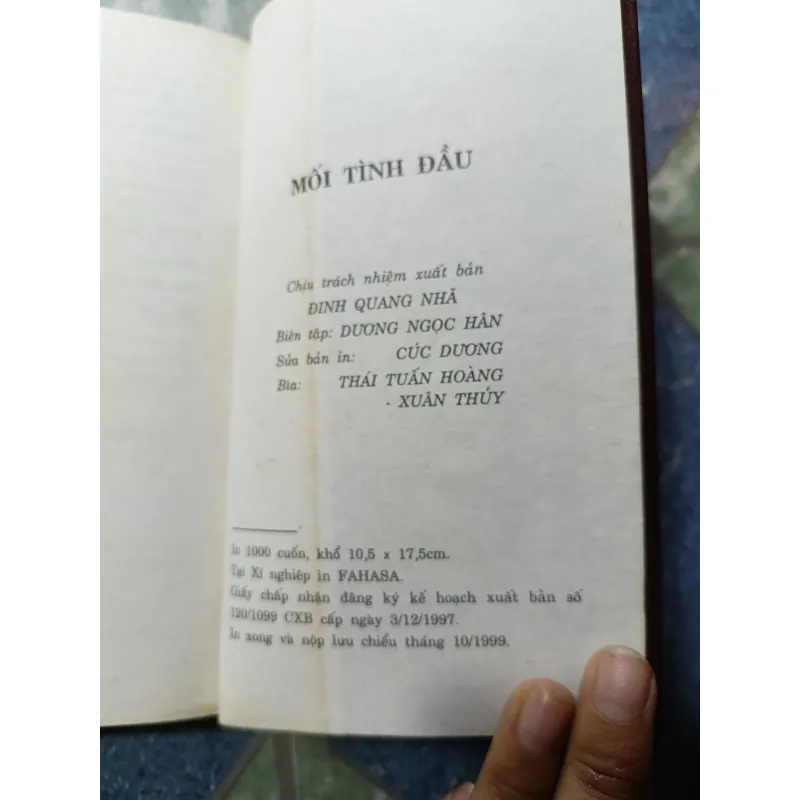 MỐI TÌNH ĐẦU
Chịu trách nhiệm xuất bản
ĐINH QUANG NHÃ
Biên tập: DƯƠNG NGỌC HÂN
Sửa bản in: CÚC DƯƠNG
Bìa: THÁI TUẤN HOÀNG
- XUÂN THỦY
In 1000 cuốn, khổ 10,5 x 17,5cm.
Tại Xí nghiệp in FAHASA.
Giấy chấp nhận đăng ký kế hoạch xuất bản số
120/1099 CXB cấp ngày 3/12/1997.
In xong và nộp lưu chiểu tháng 10/1999.